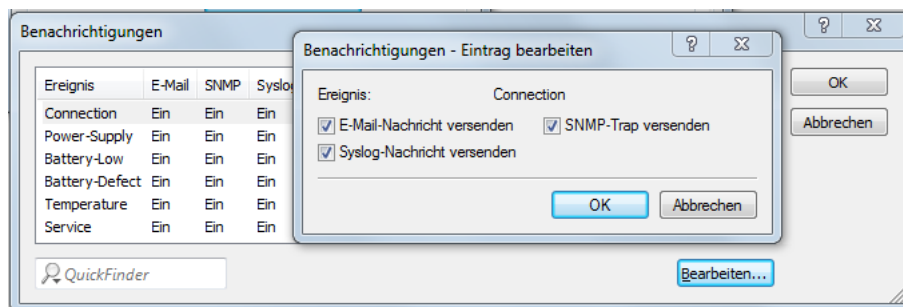 Benachrichtigungen
Ereignis E-Mail SNMP
Connection Ein Ein Ein
Power-Supply Ein Ein Ein
Battery-Low Ein Ein Ein
Battery-Defect Ein Ein Ein
Temperature Ein Ein Ein
Service Ein Ein Ein
QuickFinder
Bearbeiten...
OK
Abbrechen
Benachrichtigungen - Eintrag bearbeiten
Ereignis: Connection
E-Mail-Nachricht versenden SNMP-Trap versenden
Syslog-Nachricht versenden
OK Abbrechen